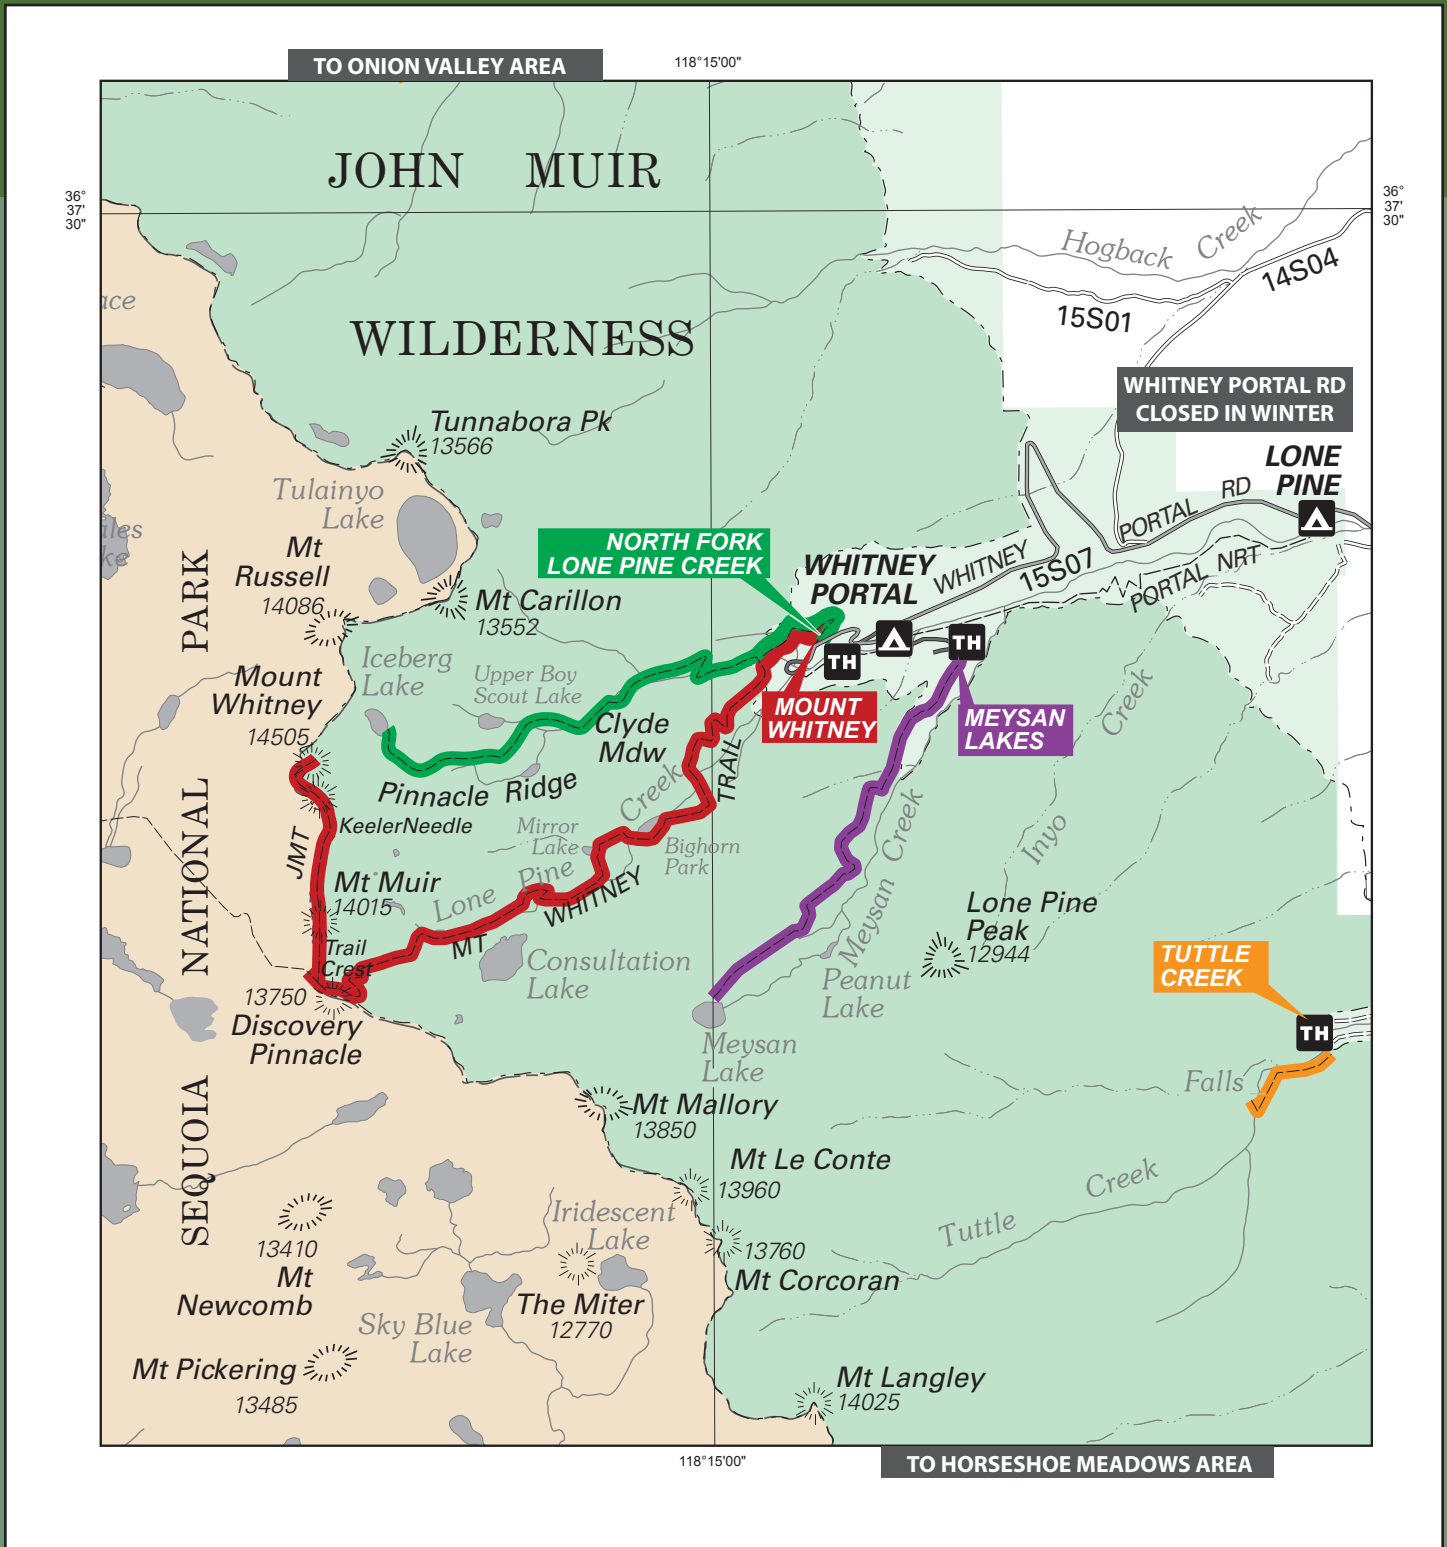 TO ONION VALLEY AREA
118°15'00"
JOHN MUIR
36°
37'
30"
36°
37'
30"
Hogback Creek
14S04
15S01
ace
WILDERNESS
WHITNEY PORTAL RD
CLOSED IN WINTER
Tunnabora Pk
13566
LONE
PINE
Tulainyo
Lake
PORTAL RD
ales
ke
NORTH FORK
LONE PINE CREEK
Mt
Russell
14086
WHITNEY
PORTAL
WHITNEY
15S07
PORTAL NRT
Mt Carillon
13552
TH
TH
Iceberg
Lake
Upper Boy
Scout Lake
Mount
Whitney
14505
Clyde
Mdw
MOUNT
WHITNEY
MEYSAN
LAKES
Creek
Pinnacle Ridge
TRAIL
Creek
KeelerNeedle
Mirror
Lake
Bighorn
Park
JMT
Creek
Inyo
Mt Muir
14015
Lone Pine
WHITNEY
MT
Meysan
Lone Pine
Peak
12944
Trail
Crest
Consultation
Lake
Peanut
Lake
TUTTLE
CREEK
13750
Discovery
Pinnacle
TH
Meysan
Lake
Falls
SEQUOIA NATIONAL PARK
Mt Mallory
13850
Mt Le Conte
13960
Creek
Tuttle
Iridescent
Lake
13410
Mt
Newcomb
13760
Mt Corcoran
The Miter
12770
Sky Blue
Lake
Mt Pickering
13485
Mt Langley
14025
118°15'00"
TO HORSESHOE MEADOWS AREA